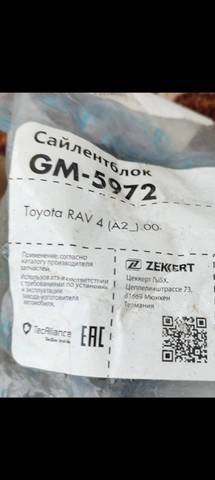 Сайлентблок
GM-5972
Toyota RAV 4 (A2_).00-
Применение: согласно
каталогу производителя
запчастей.
Использовать в соответствии
с требованиями по установке
и эксплуатации
завода-изготовителя
автомобиля.
ZEKKERT
Цеккерт ГмбХ,
Цеппелинштрассе 73,
81669 Мюнхен
Германия
TecAlliance
EAC